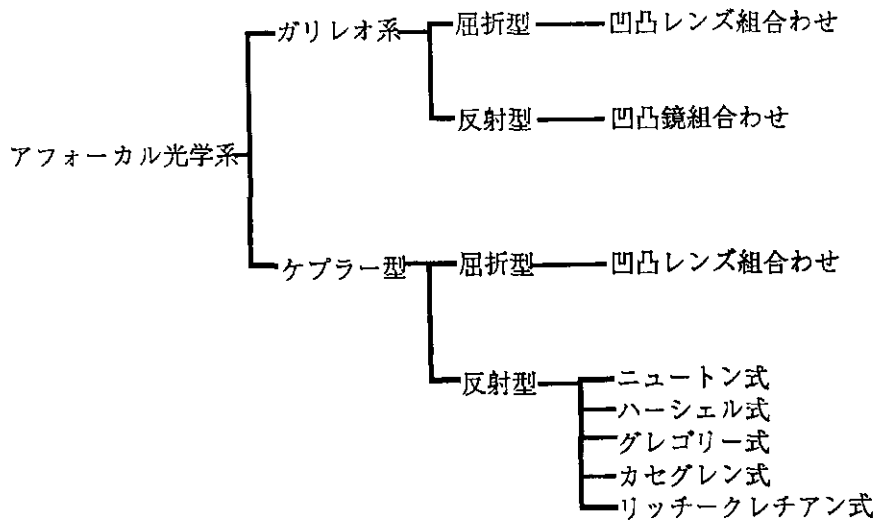 ガリレオ系
屈折型
凹凸レンズ組合わせ
反射型
凹凸鏡組合わせ
アフォーカル光学系
ケプラー型
屈折型
凹凸レンズ組合わせ
反射型
ニュートン式
ハーシェル式
グレゴリー式
カセグレン式
リッチークレチアン式